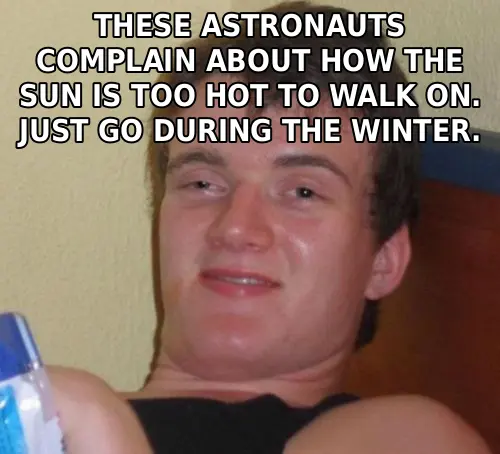 THESE ASTRONAUTS
COMPLAIN ABOUT HOW THE
SUN IS TOO HOT TO WALK ON.
JUST GO DURING THE WINTER.